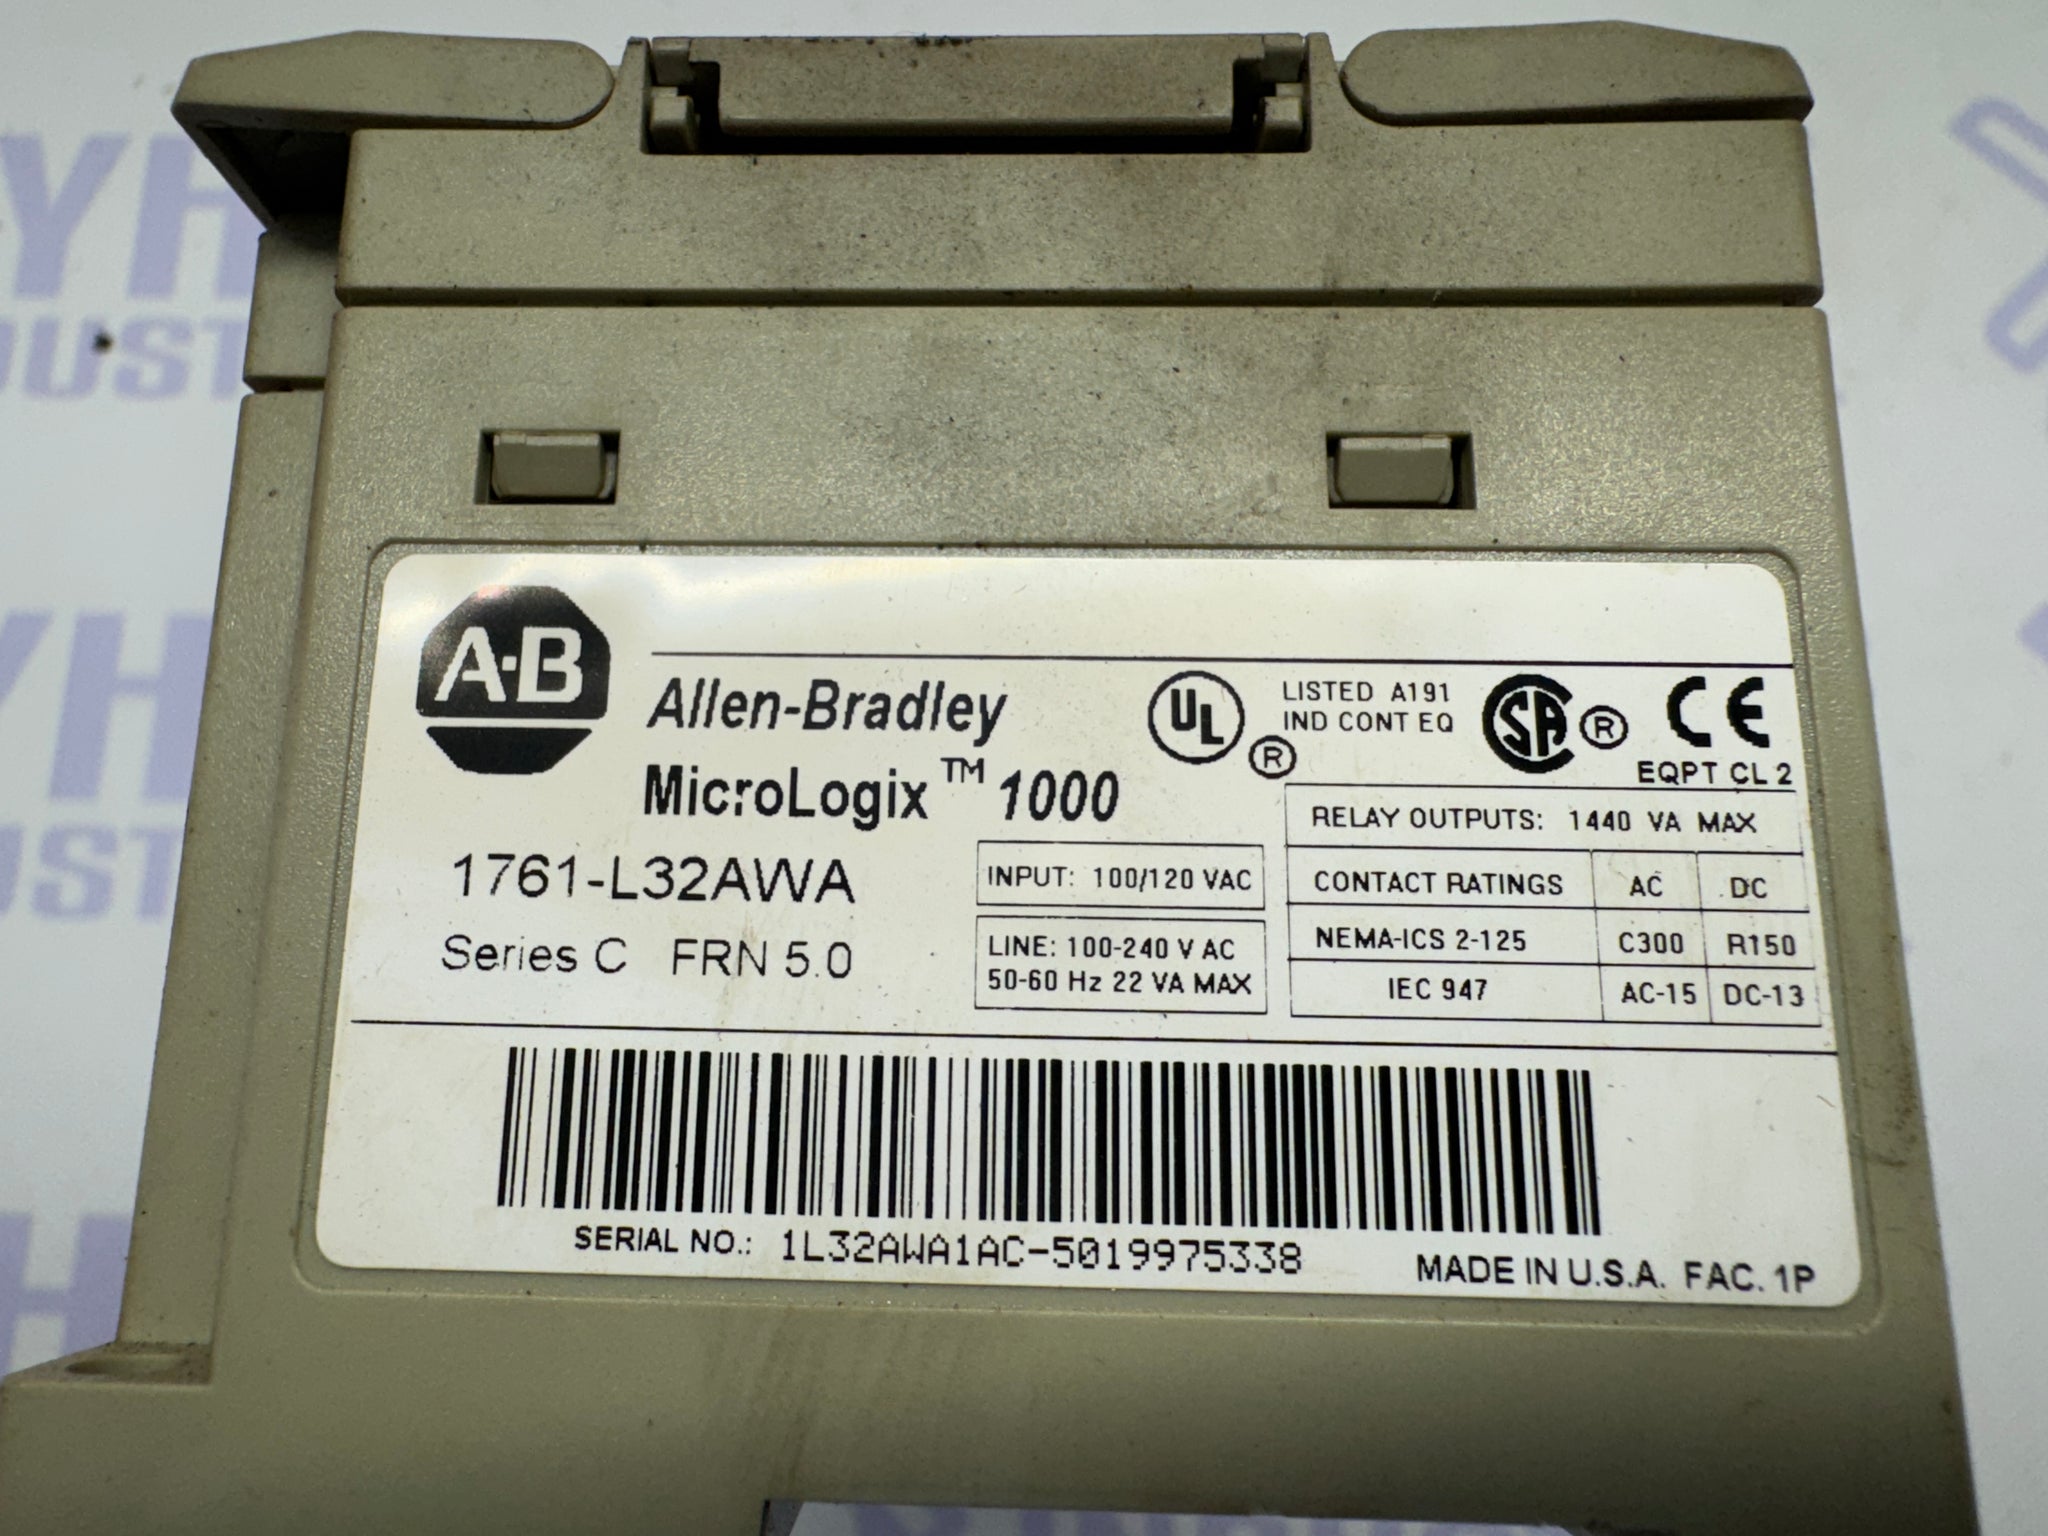 A-B
Allen-Bradley
MicroLogix™ 1000
1761-L32AWA
Series C FRN 5.0
UL
®
LISTED A191
IND CONT EQ
SA ®
CE
EQPT CL 2
INPUT: 100/120 VAC
LINE: 100-240 V AC
50-60 Hz 22 VA MAX
RELAY OUTPUTS: 1440 VA MAX
CONTACT RATINGS AC DC
NEMA-ICS 2-125 C300 R150
IEC 947 AC-15 DC-13
SERIAL NO.: 1L32AWA1AC-5019975338
MADE IN U.S.A. FAC. 1P